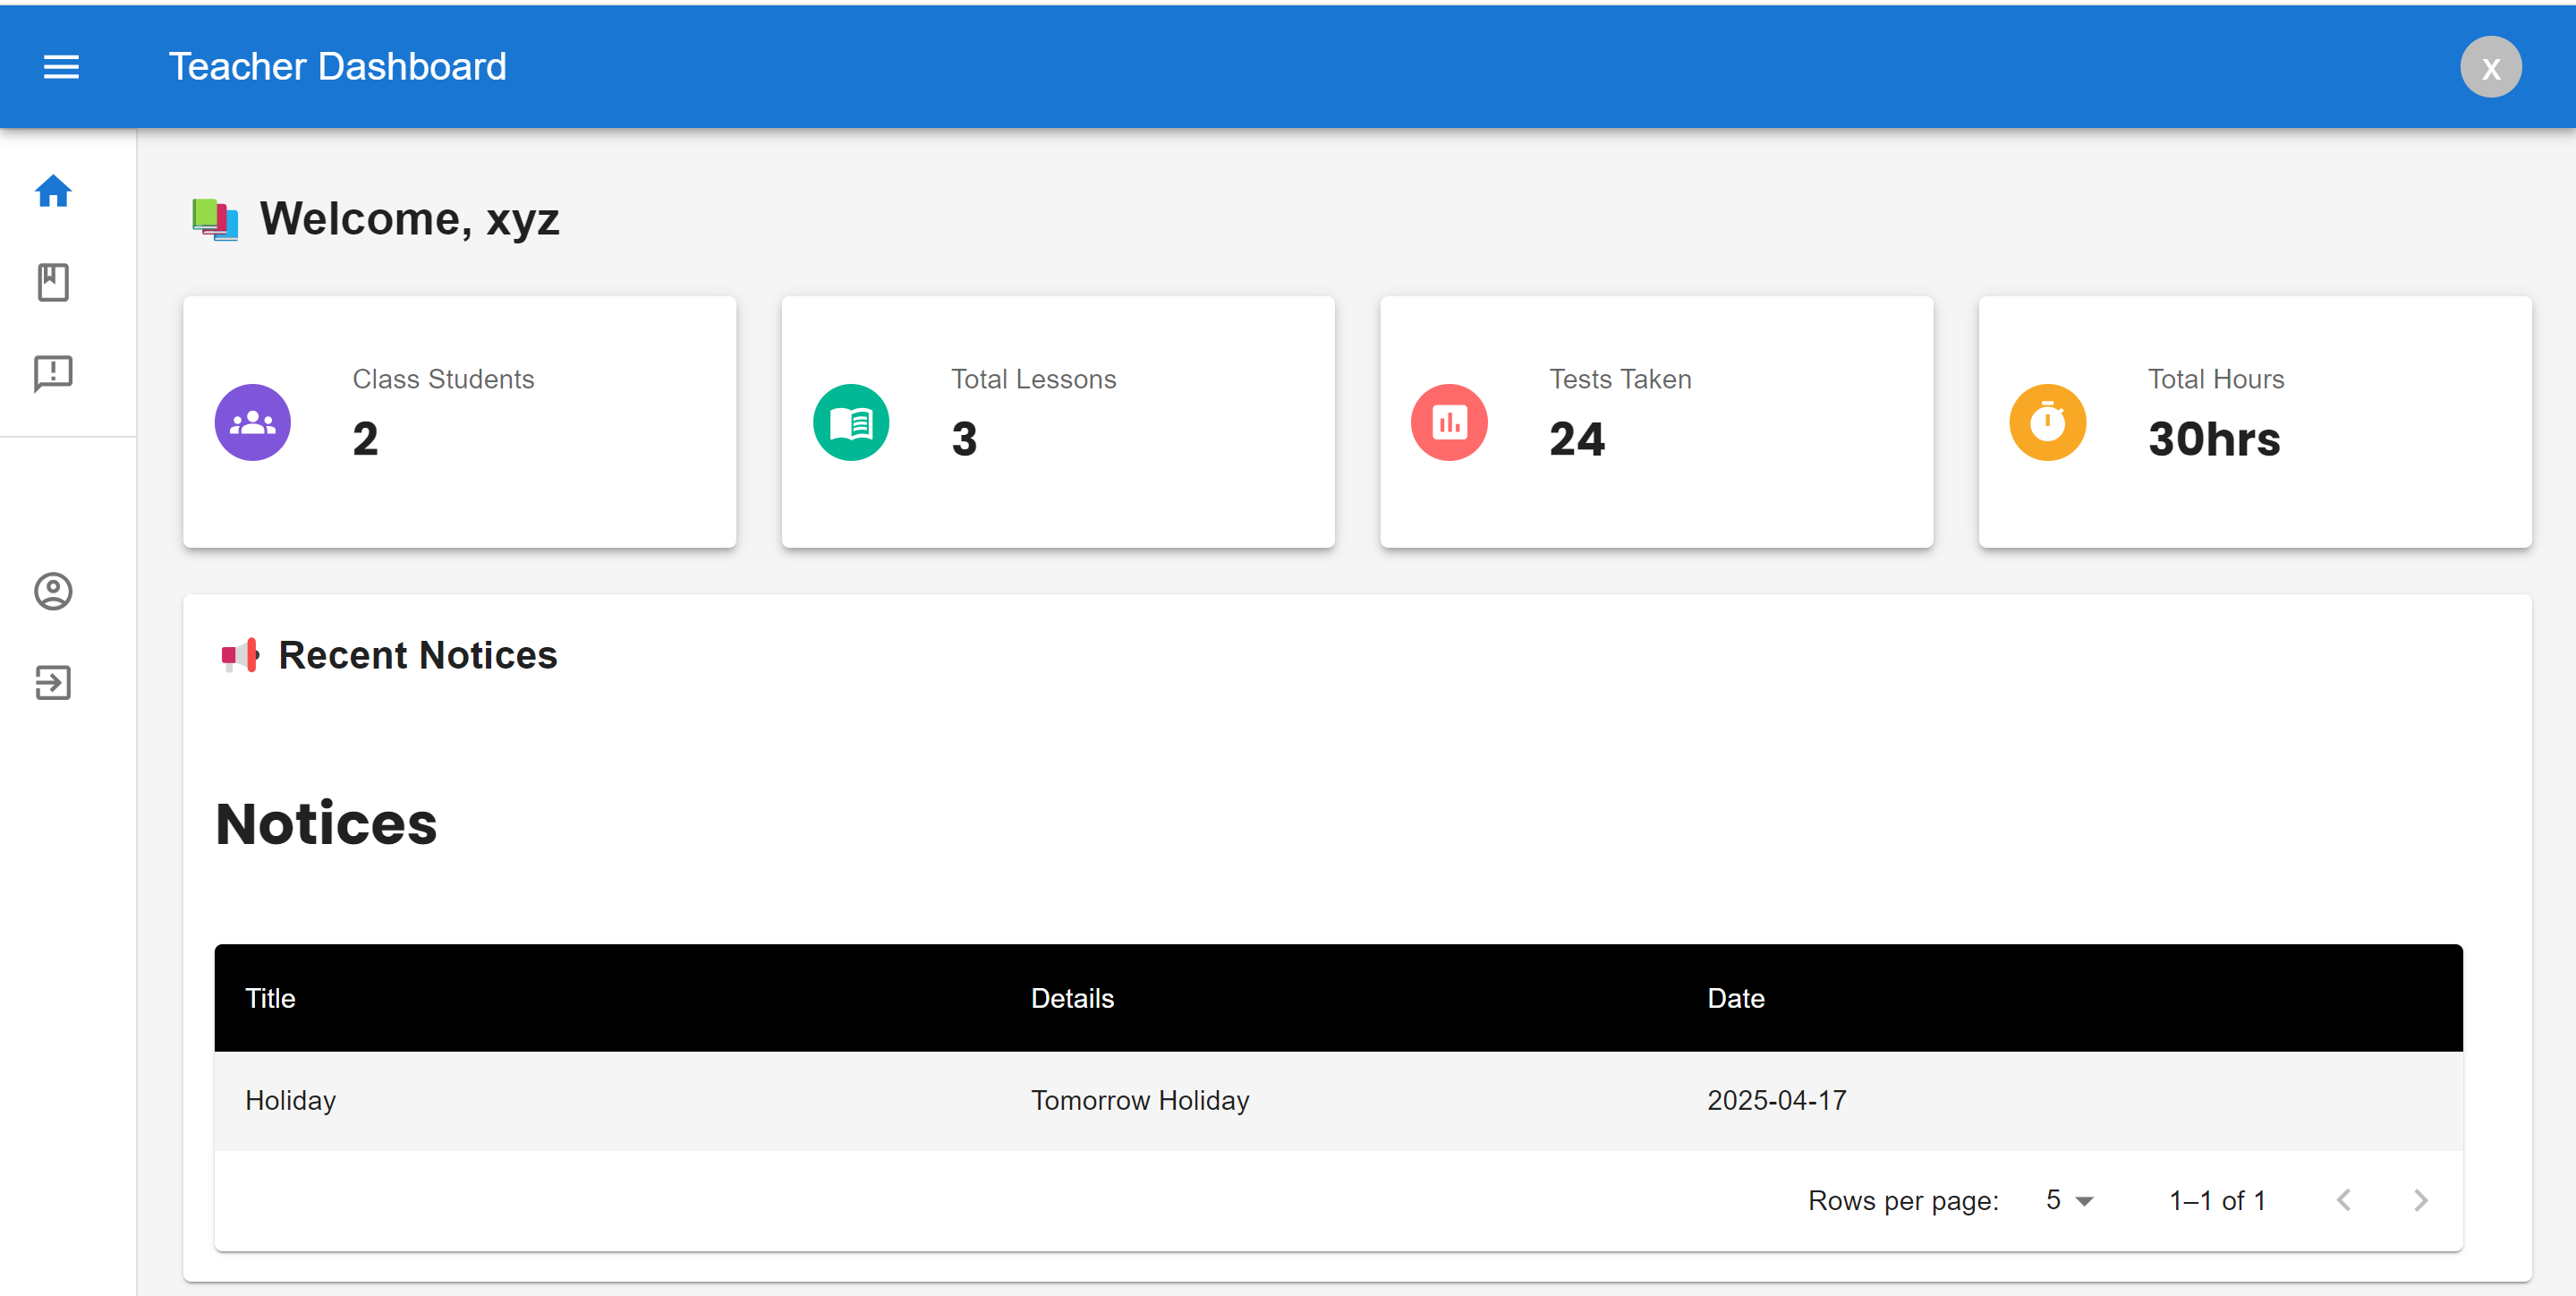 Teacher Dashboard
X
Welcome, xyz
Class Students
2
Total Lessons
3
Tests Taken
24
Total Hours
30hrs
Recent Notices
Notices
Title Details Date
Holiday Tomorrow Holiday 2025-04-17
Rows per page: 5 1–1 of 1